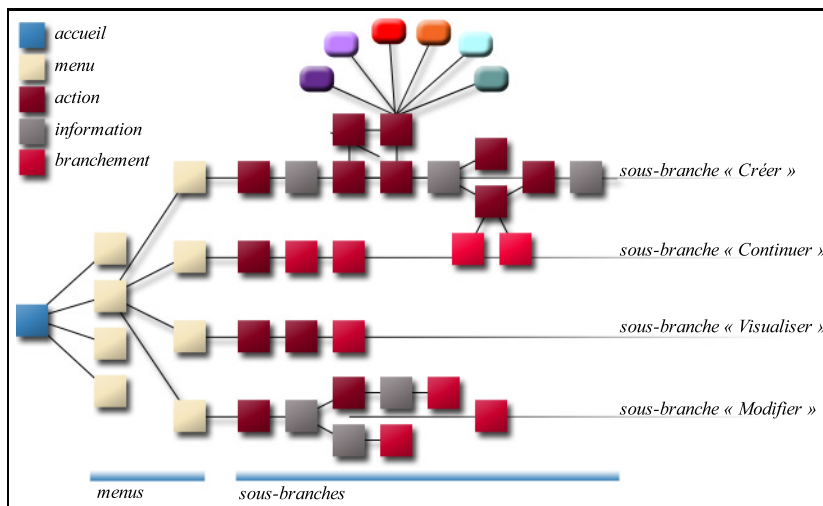 accueil
menu
action
information
branchement
sous-branche « Créer »
sous-branche « Continuer »
sous-branche « Visualiser »
sous-branche « Modifier »
menus
sous-branches